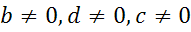 b ≠ 0, d ≠ 0, c ≠ 0